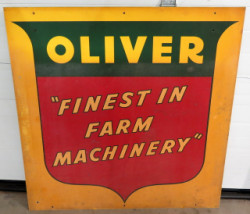 OLIVER
"FINEST IN
FARM
MACHINERY"